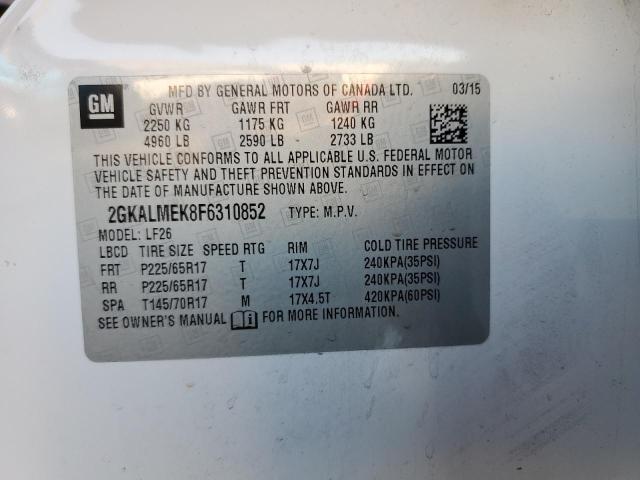 GM
MFD BY GENERAL MOTORS OF CANADA LTD. 03/15
GVWR GAWR FRT GAWR RR
2250 KG 1175 KG 1240 KG
4960 LB 2590 LB 2733 LB
THIS VEHICLE CONFORMS TO ALL APPLICABLE U.S. FEDERAL MOTOR
VEHICLE SAFETY AND THEFT PREVENTION STANDARDS IN EFFECT ON
THE DATE OF MANUFACTURE SHOWN ABOVE.
2GKALMEK8F6310852 TYPE: M.P.V.
MODEL: LF26
LBCD TIRE SIZE SPEED RTG RIM COLD TIRE PRESSURE
FRT P225/65R17 T 17X7J 240KPA(35PSI)
RR P225/65R17 T 17X7J 240KPA(35PSI)
SPA T145/70R17 M 17X4.5T 420KPA(60PSI)
SEE OWNER'S MANUAL FOR MORE INFORMATION.